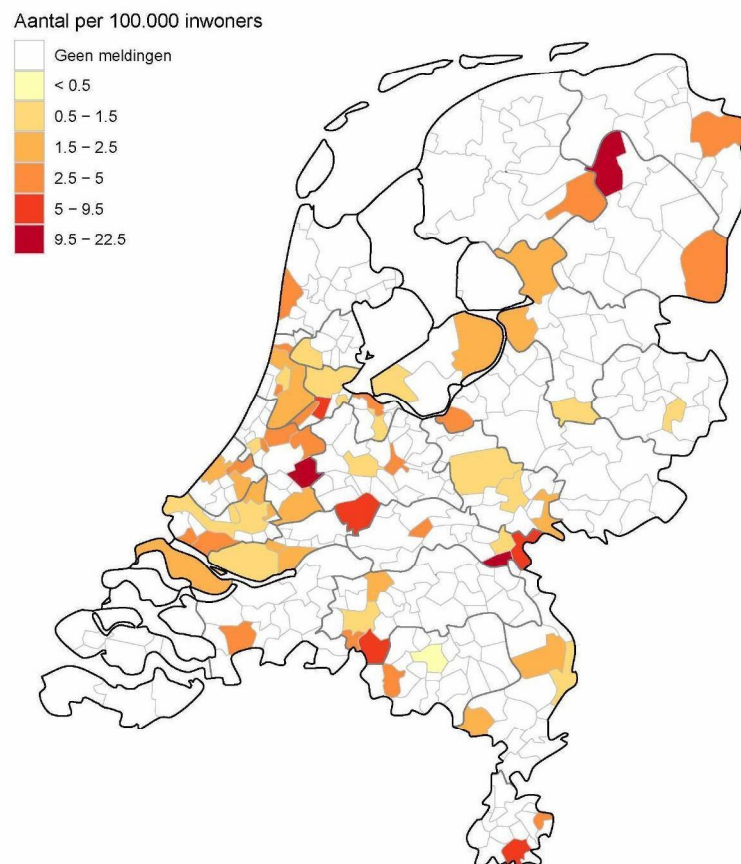 Aantal per 100.000 inwoners
Geen meldingen
< 0.5
0.5 – 1.5
1.5 – 2.5
2.5 – 5
5 – 9.5
9.5 – 22.5